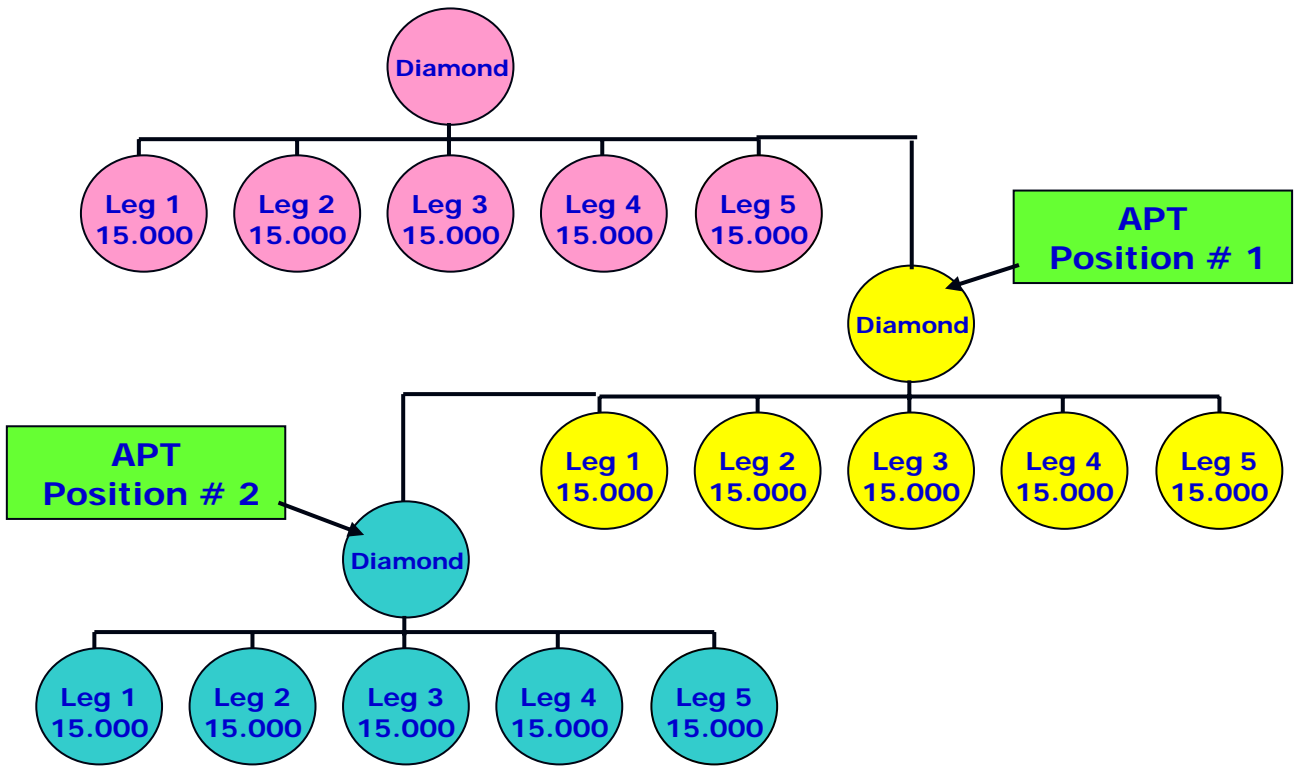 Diamond
Leg 1
15.000
Leg 2
15.000
Leg 3
15.000
Leg 4
15.000
Leg 5
15.000
APT
Position # 1
Diamond
Leg 1
15.000
Leg 2
15.000
Leg 3
15.000
Leg 4
15.000
Leg 5
15.000
APT
Position # 2
Diamond
Leg 1
15.000
Leg 2
15.000
Leg 3
15.000
Leg 4
15.000
Leg 5
15.000